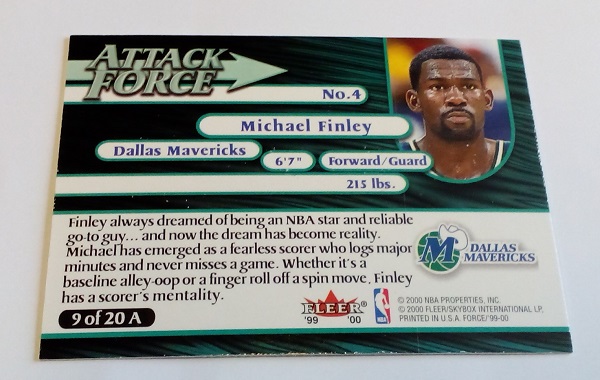 ATTACK
FORCE
No.4
Michael Finley
Dallas Mavericks
6'7"
Forward/Guard
215 lbs.
Finley always dreamed of being an NBA star and reliable
go-to guy... and now the dream has become reality.
Michael has emerged as a fearless scorer who logs major
minutes and never misses a game. Whether it's a
baseline alley-oop or a finger roll off a spin move, Finley
has a scorer's mentality.
M
DALLAS
MAVERICKS
9 of 20 A
FLEER
'99 '00
NBA
© 2000 NBA PROPERTIES, INC.
© 2000 FLEER/SKYBOX INTERNATIONAL LP.
PRINTED IN U.S.A. FORCE/'99-00